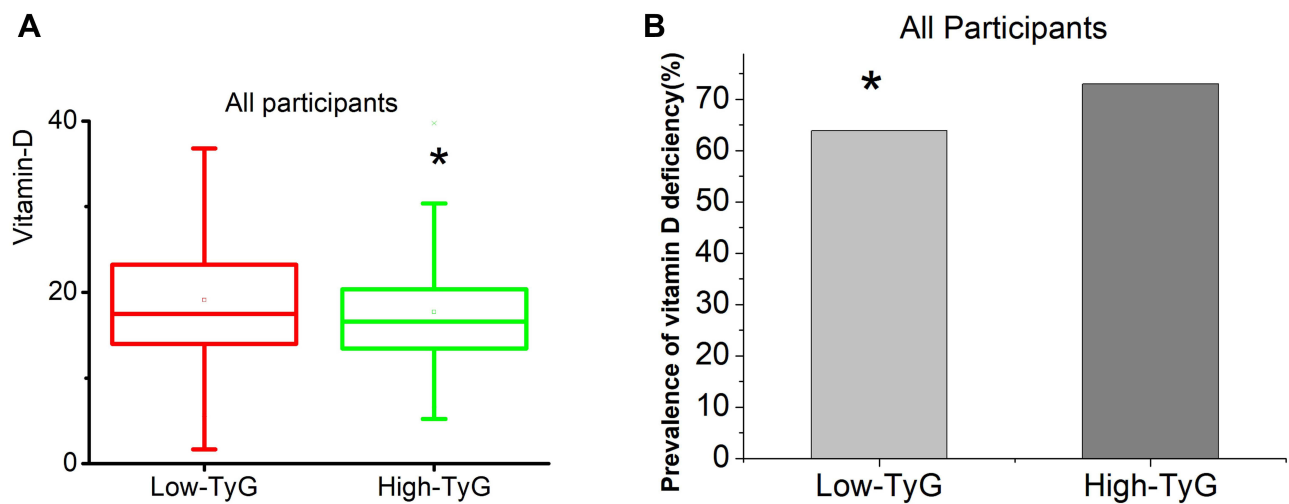 A
All participants
Vitamin-D
40
20
0
*
Low-TyG
High-TyG
B
All Participants
Prevalence of vitamin D deficiency(%)
70
60
50
40
30
20
10
0
*
Low-TyG
High-TyG